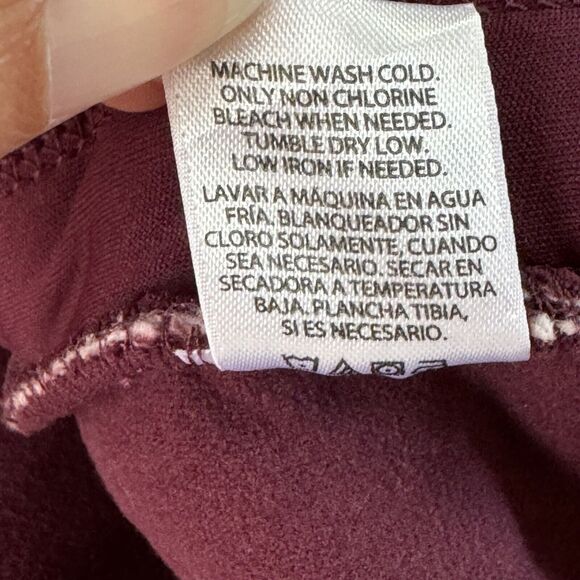 MACHINE WASH COLD.
ONLY NON CHLORINE
BLEACH WHEN NEEDED.
TUMBLE DRY LOW.
LOW IRON IF NEEDED.
LAVAR A MÁQUINA EN AGUA
FRÍA. BLANQUEADOR SIN
CLORO SOLAMENTE, CUANDO
SEA NECESARIO. SECAR EN
SECADORA A TEMPERATURA
BAJA. PLANCHA TIBIA,
SI ES NECESARIO.